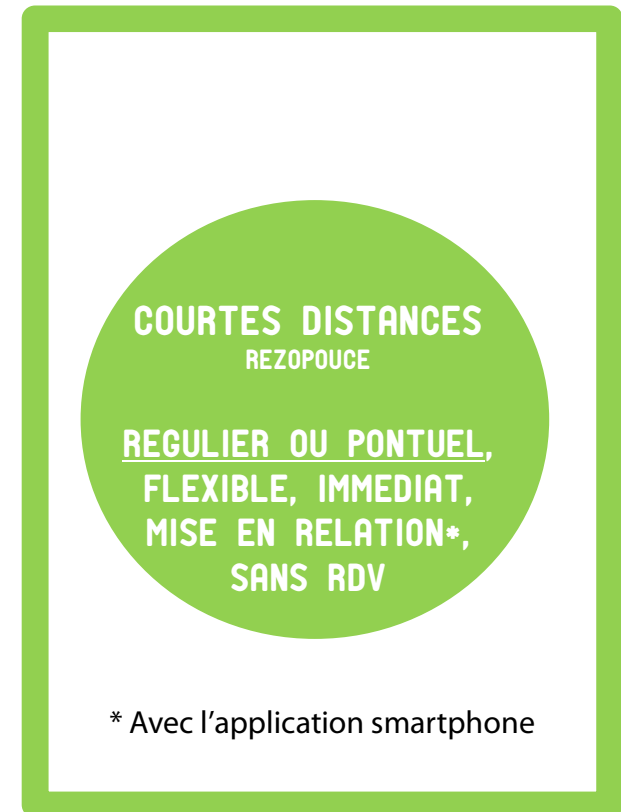 COURTES DISTANCES
REZOPOUCE
REGULIER OU PONTUEL,
FLEXIBLE, IMMEDIAT,
MISE EN RELATION*,
SANS RDV
* Avec l’application smartphone